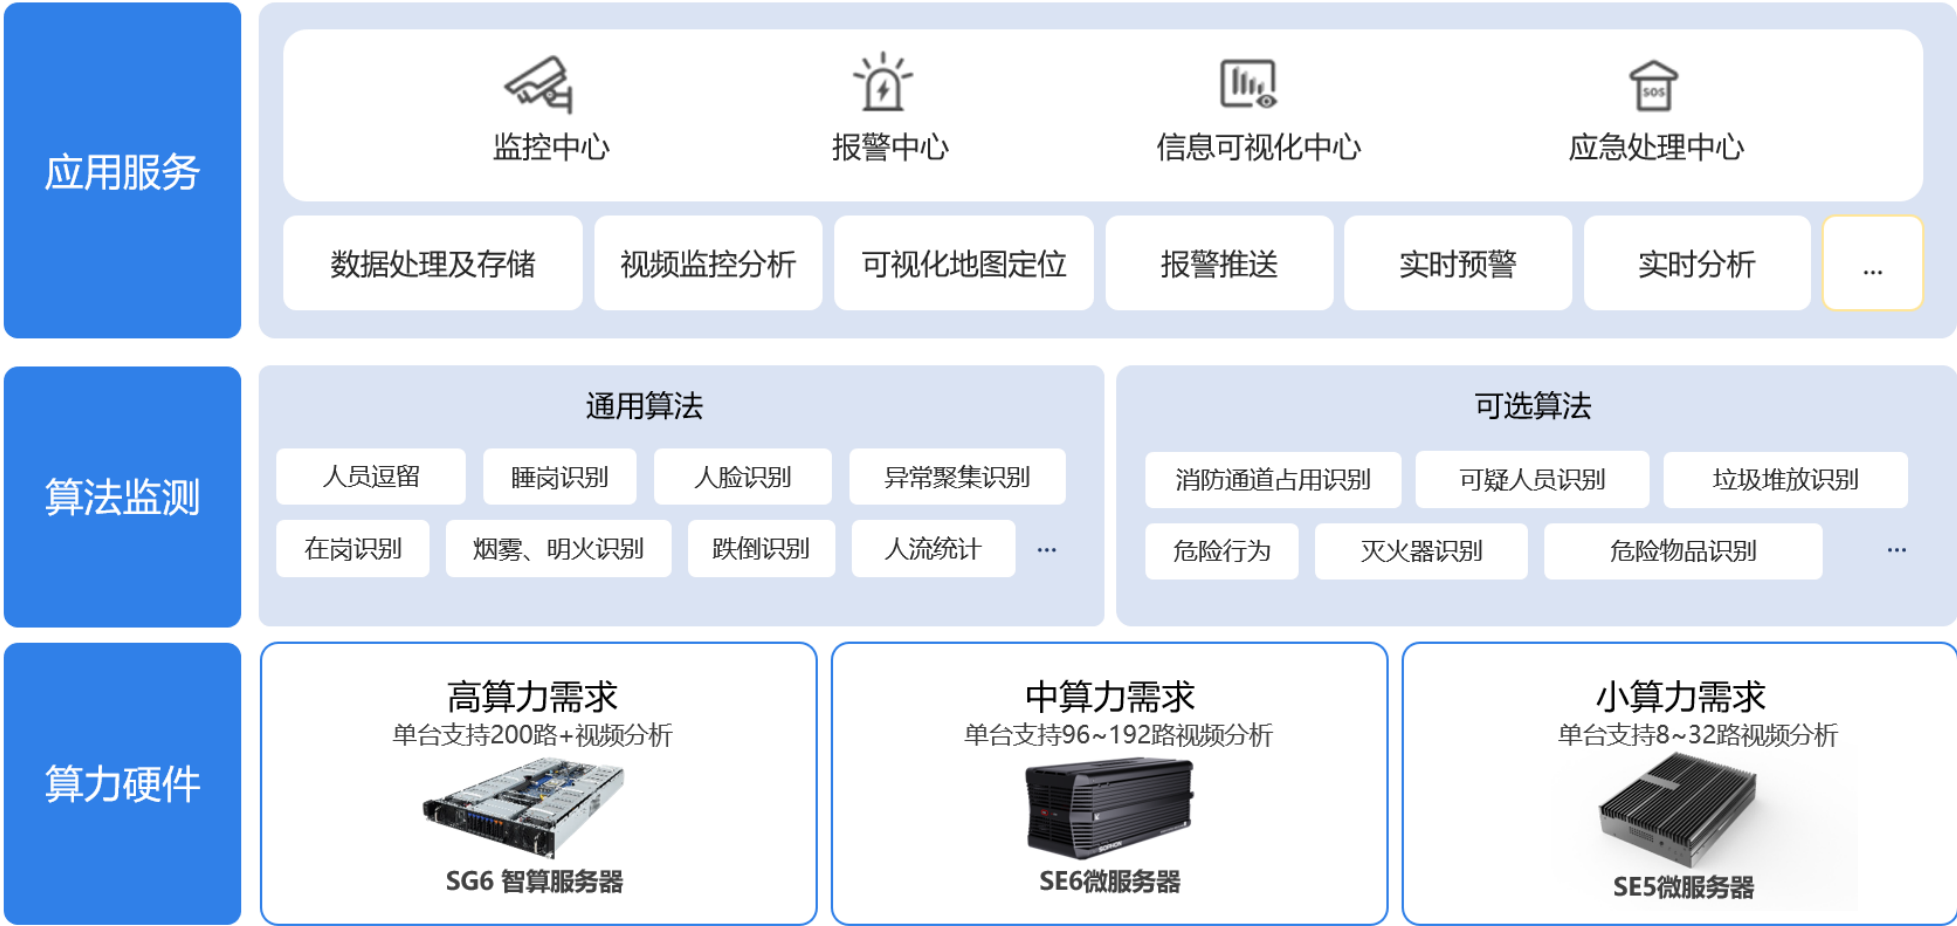 应用服务
监控中心
报警中心
信息可视化中心
SOS
应急处理中心
数据处理及存储
视频监控分析
可视化地图定位
报警推送
实时预警
实时分析
...
算法监测
通用算法
人员逗留
睡岗识别
人脸识别
异常聚集识别
在岗识别
烟雾、明火识别
跌倒识别
人流统计
...
可选算法
消防通道占用识别
可疑人员识别
垃圾堆放识别
危险行为
灭火器识别
危险物品识别
...
算力硬件
高算力需求
单台支持200路+视频分析
SG6 智算服务器
中算力需求
单台支持96~192路视频分析
SOPHON
SE6微服务器
小算力需求
单台支持8~32路视频分析
SE5微服务器